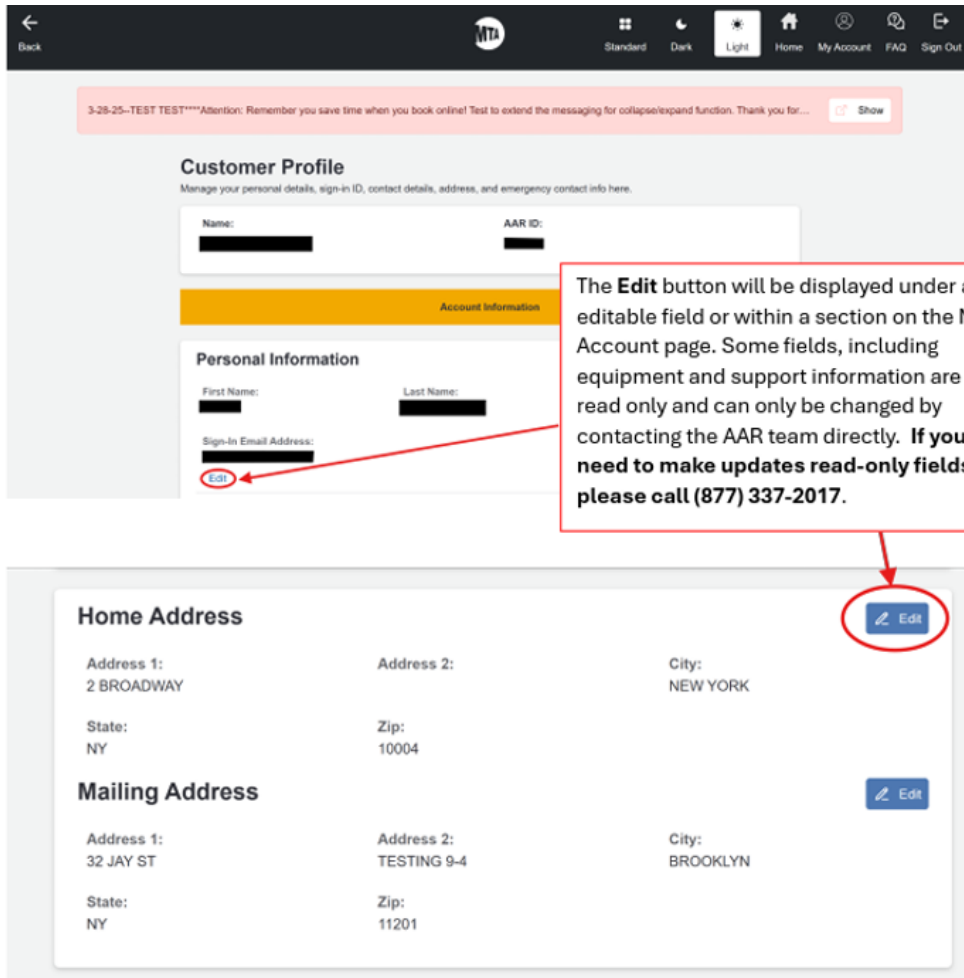 Back
MTA
Standard
Dark
Light
Home
My Account
FAQ
Sign Out
3-28-25--TEST TEST****Attention: Remember you save time when you book online! Test to extend the messaging for collapse/expand function. Thank you for....
Show
Customer Profile
Manage your personal details, sign-in ID, contact details, address, and emergency contact info here.
Name:
AAR ID:
Account Information
Personal Information
First Name:
Last Name:
Sign-In Email Address:
Edit
The Edit button will be displayed under
editable field or within a section on the
Account page. Some fields, including
equipment and support information are
read only and can only be changed by
contacting the AAR team directly. If you
need to make updates read-only fields
please call (877) 337-2017.
Home Address
Edit
Address 1:
Address 2:
City:
2 BROADWAY
NEW YORK
State:
Zip:
NY
10004
Mailing Address
Edit
Address 1:
Address 2:
City:
32 JAY ST
TESTING 9-4
BROOKLYN
State:
Zip:
NY
11201